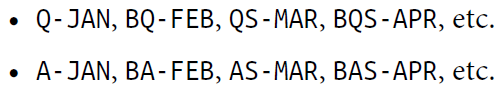 • Q-JAN, BQ-FEB, QS-MAR, BQS-APR, etc.
• A-JAN, BA-FEB, AS-MAR, BAS-APR, etc.